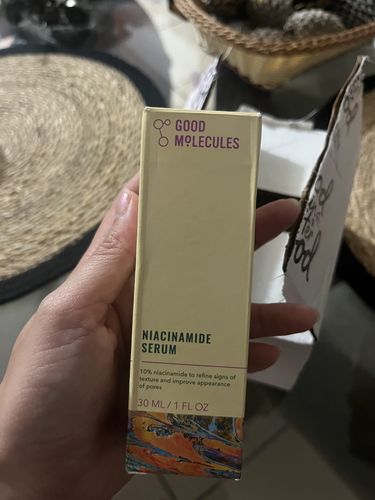 GOOD
MOLECULES
NIACINAMIDE
SERUM
10% niacinamide to refine signs of
texture and improve appearance
of pores
30 ML / 1 FL OZ